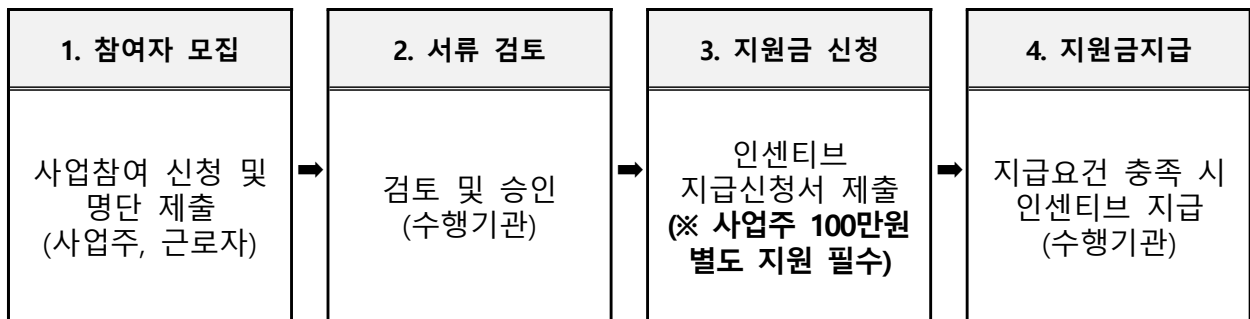 1. 참여자 모집
사업참여 신청 및
명단 제출
(사업주, 근로자)
➡
2. 서류 검토
검토 및 승인
(수행기관)
➡
3. 지원금 신청
인센티브
지급신청서 제출
(※ 사업주 100만원
별도 지원 필수)
➡
4. 지원금지급
지급요건 충족 시
인센티브 지급
(수행기관)